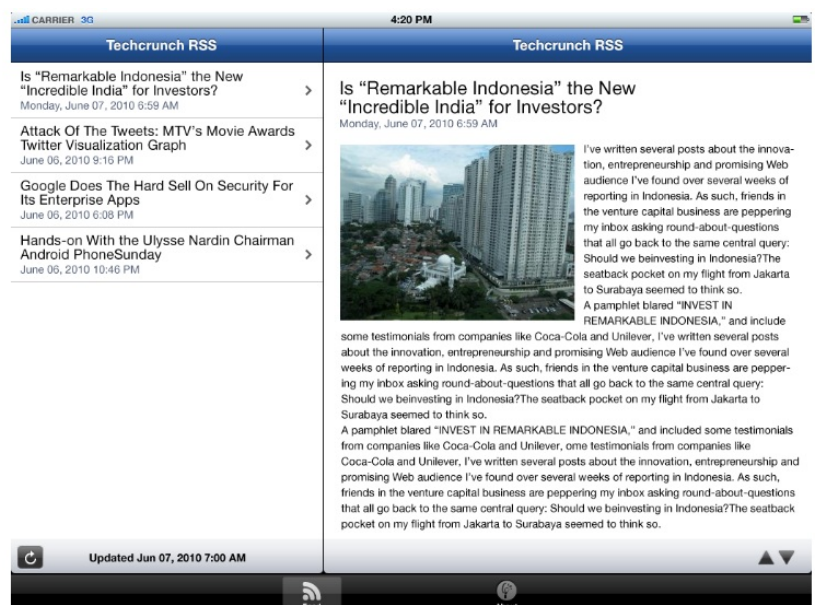 CARRIER 3G
4:20 PM
Techcrunch RSS
Techcrunch RSS
Is “Remarkable Indonesia” the New
“Incredible India” for Investors?
Monday, June 07, 2010 6:59 AM
Attack Of The Tweets: MTV’s Movie Awards
Twitter Visualization Graph
June 06, 2010 9:16 PM
Google Does The Hard Sell On Security For
Its Enterprise Apps
June 06, 2010 6:08 PM
Hands-on With the Ulysse Nardin Chairman
Android PhoneSunday
June 06, 2010 10:46 PM
Updated Jun 07, 2010 7:00 AM
Is “Remarkable Indonesia” the New
“Incredible India” for Investors?
Monday, June 07, 2010 6:59 AM
I’ve written several posts about the innova-
tion, entrepreneurship and promising Web
audience I’ve found over several weeks of
reporting in Indonesia. As such, friends in
the venture capital business are peppering
my inbox asking round-about-questions
that all go back to the same central query:
Should we beinvesting in Indonesia?The
seatback pocket on my flight from Jakarta
to Surabaya seemed to think so.
A pamphlet blared “INVEST IN
REMARKABLE INDONESIA,” and include
some testimonials from companies like Coca-Cola and Unilever, I’ve written several posts
about the innovation, entrepreneurship and promising Web audience I’ve found over several
weeks of reporting in Indonesia. As such, friends in the venture capital business are pepper-
ing my inbox asking round-about-questions that all go back to the same central query:
Should we beinvesting in Indonesia?The seatback pocket on my flight from Jakarta to
Surabaya seemed to think so.
A pamphlet blared “INVEST IN REMARKABLE INDONESIA,” and included some testimonials
from companies like Coca-Cola and Unilever, ome testimonials from companies like
Coca-Cola and Unilever, I’ve written several posts about the innovation, entrepreneurship and
promising Web audience I’ve found over several weeks of reporting in Indonesia. As such,
friends in the venture capital business are peppering my inbox asking round-about-questions
that all go back to the same central query: Should we beinvesting in Indonesia?The seatback
pocket on my flight from Jakarta to Surabaya seemed to think so.